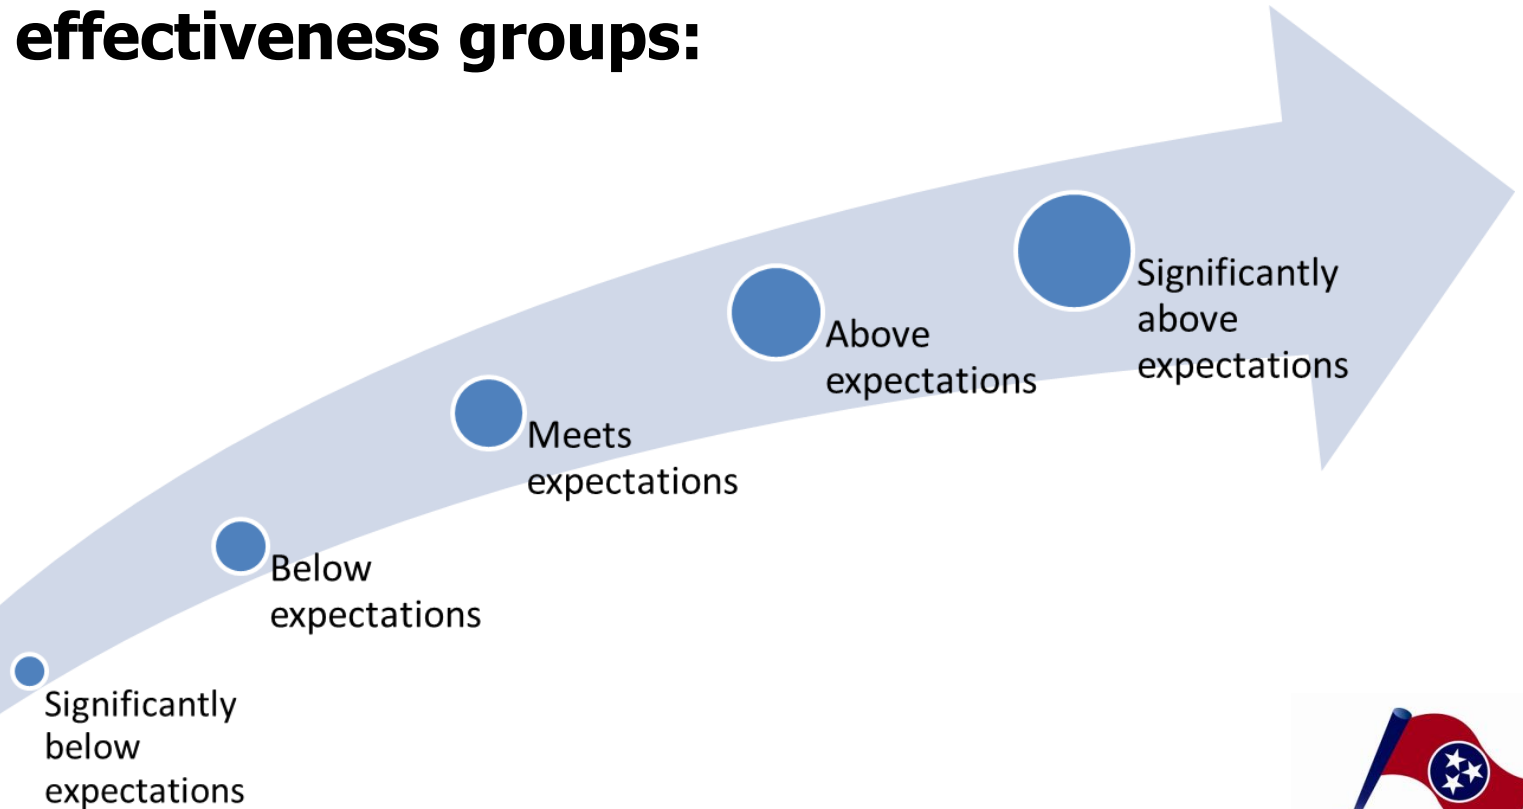 effectiveness groups:
Significantly
above
expectations
Above
expectations
Meets
expectations
Below
expectations
Significantly
below
expectations